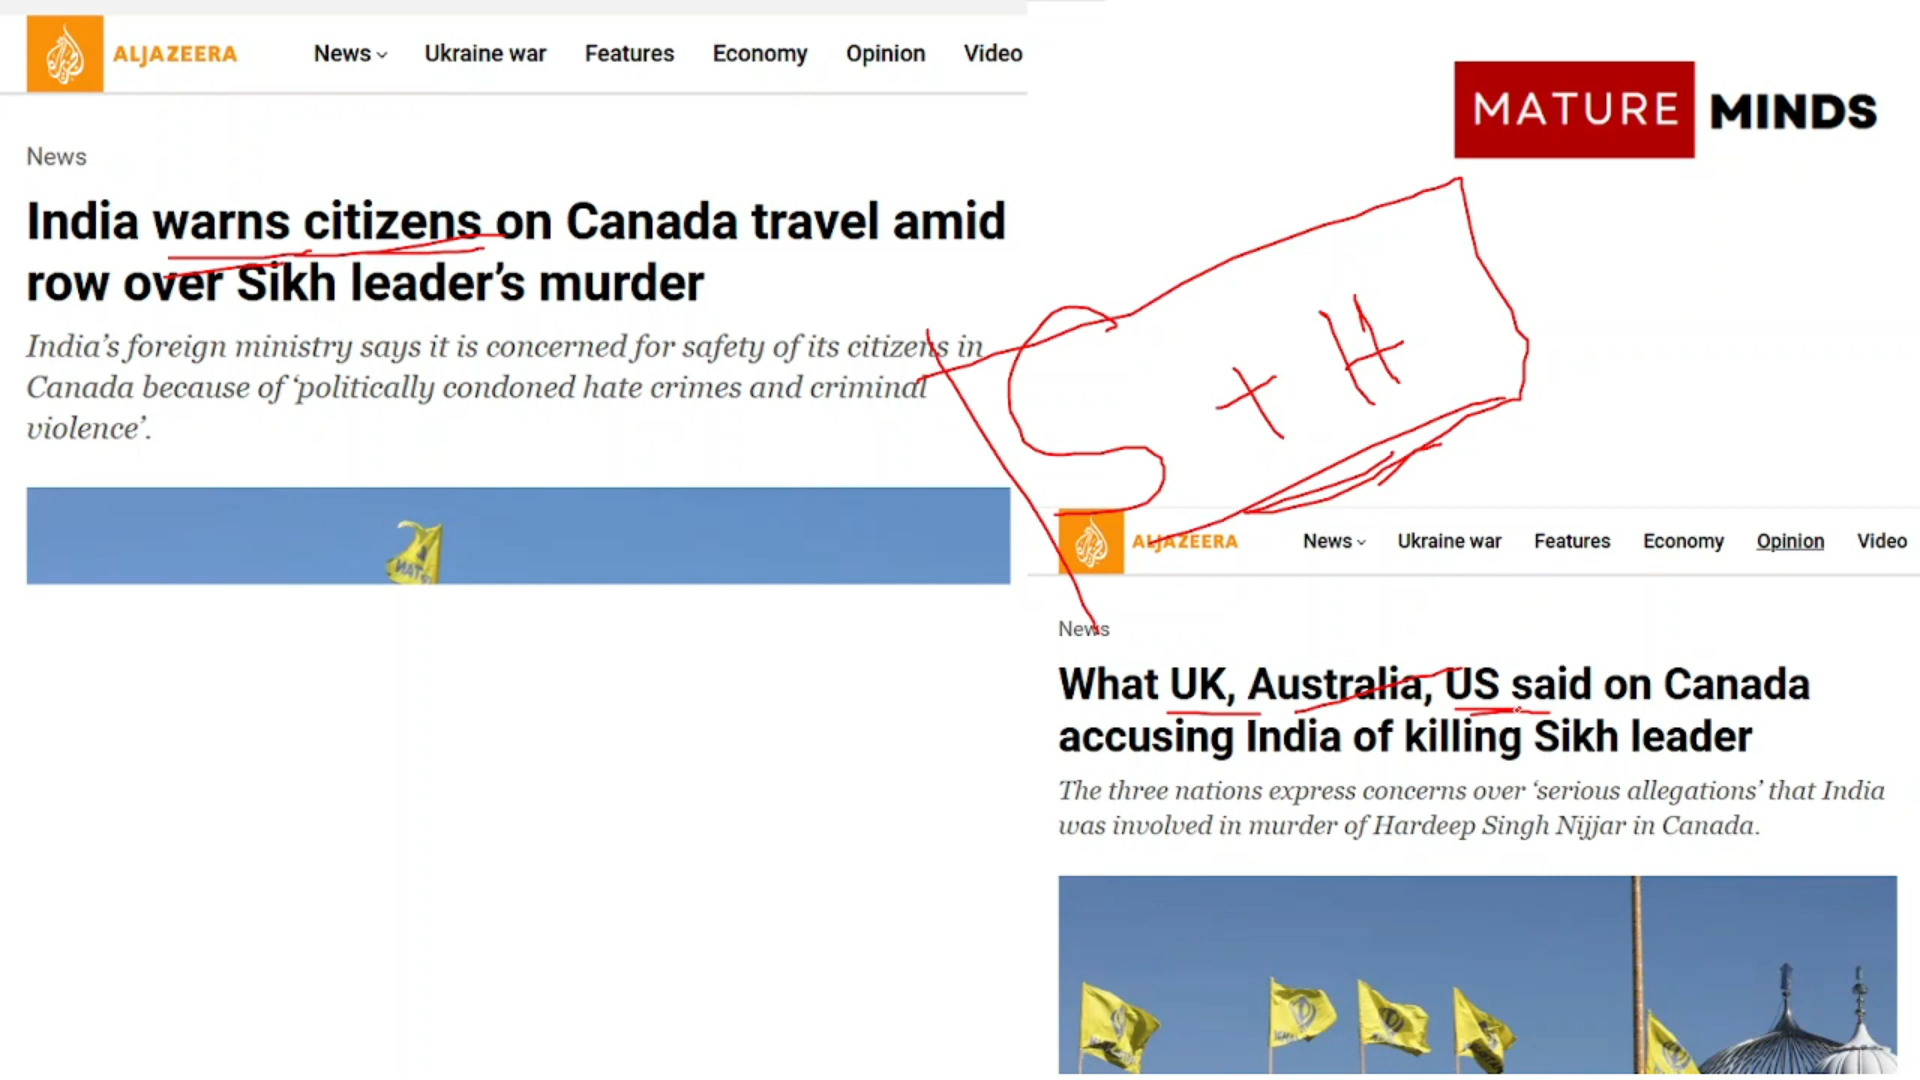 ALJAZEERA
News Ukraine war Features Economy Opinion Video
News
India warns citizens on Canada travel amid
row over Sikh leader's murder
India's foreign ministry says it is concerned for safety of its citizens in
Canada because of 'politically condoned hate crimes and criminal
violence'.
MATURE MINDS
S + H
ALJAZEERA
News Ukraine war Features Economy Opinion Video
News
What UK, Australia, US said on Canada
accusing India of killing Sikh leader
The three nations express concerns over 'serious allegations' that India
was involved in murder of Hardeep Singh Nijjar in Canada.